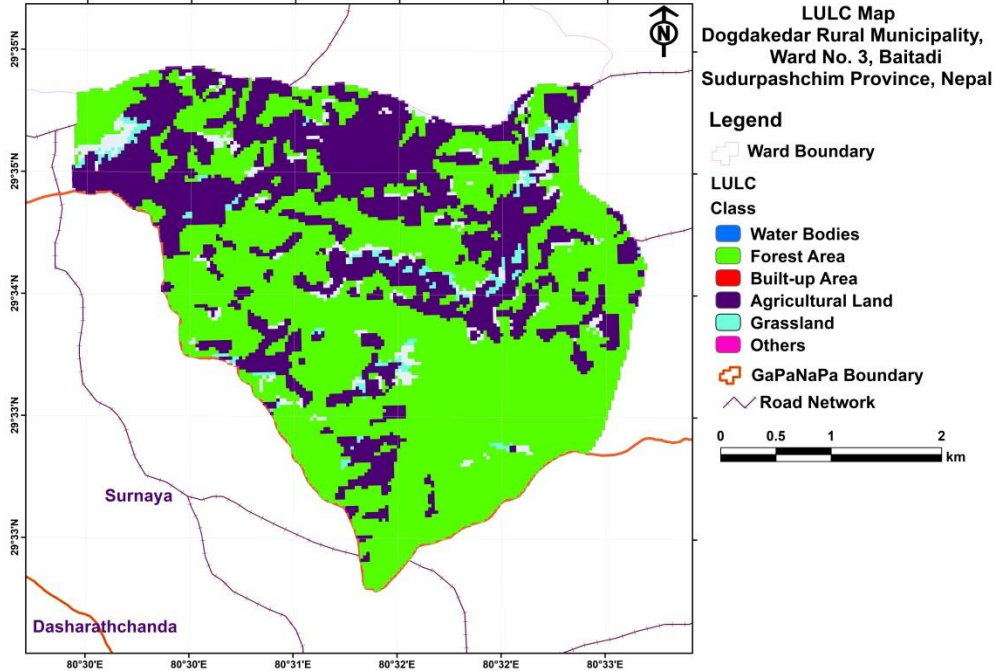 LULC Map
Dogdakedar Rural Municipality,
Ward No. 3, Baitadi
Sudurpashchim Province, Nepal
N
Legend
Ward Boundary
LULC
Class
Water Bodies
Forest Area
Built-up Area
Agricultural Land
Grassland
Others
GaPaNaPa Boundary
Road Network
0 0.5 1 2
km
29°35'N
29°35'N
29°34'N
29°33'N
29°33'N
Surnaya
Dasharathchanda
80°30'E 80°30'E 80°31'E 80°32'E 80°32'E 80°33'E